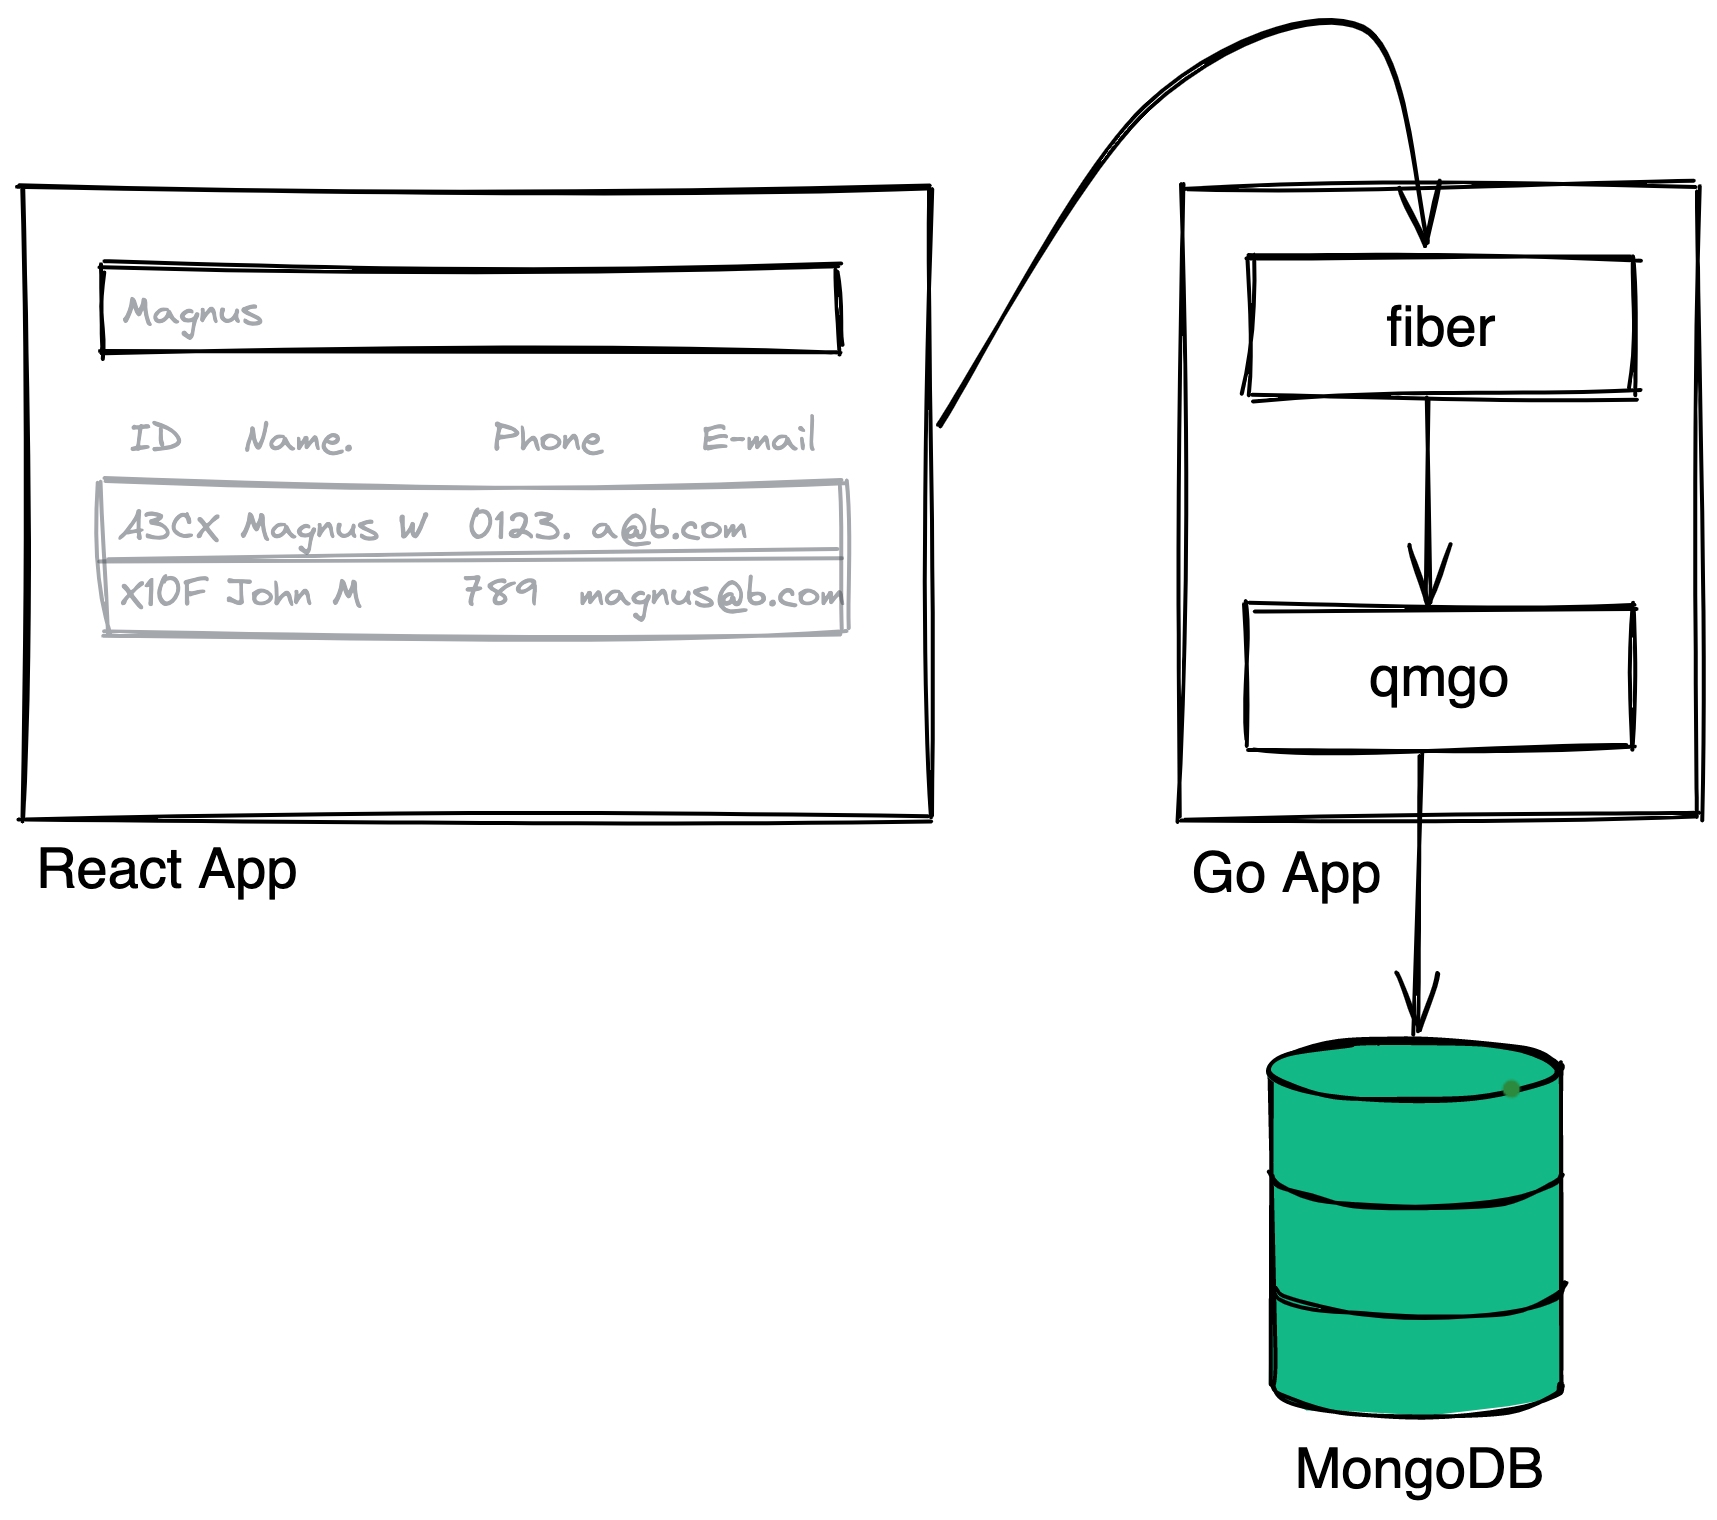 Magnus
ID Name. Phone E-mail
A3CX Magnus W 0123. a@b.com
X10F John M 789 magnus@b.com
React App
fiber
qmgo
Go App
MongoDB